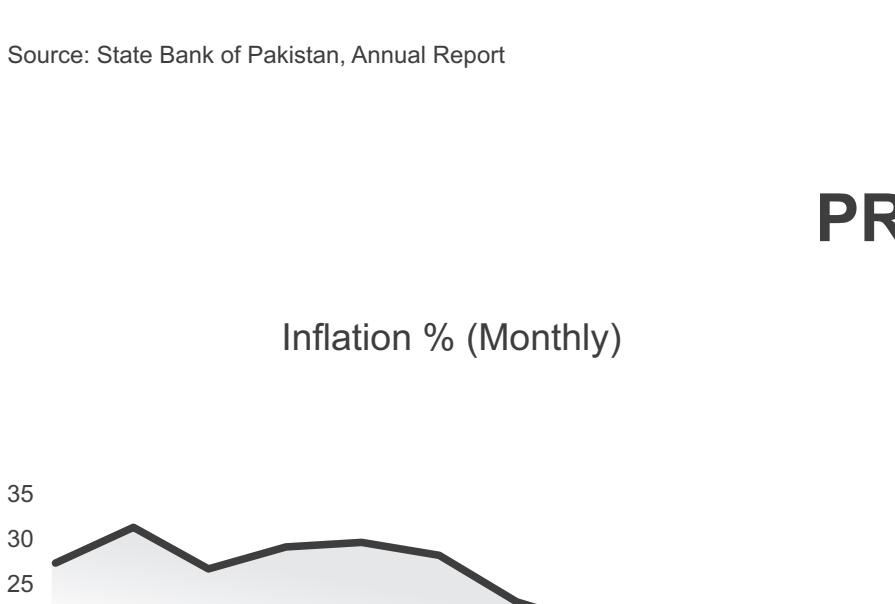 Source: State Bank of Pakistan, Annual Report
PR
Inflation % (Monthly)
35
30
25